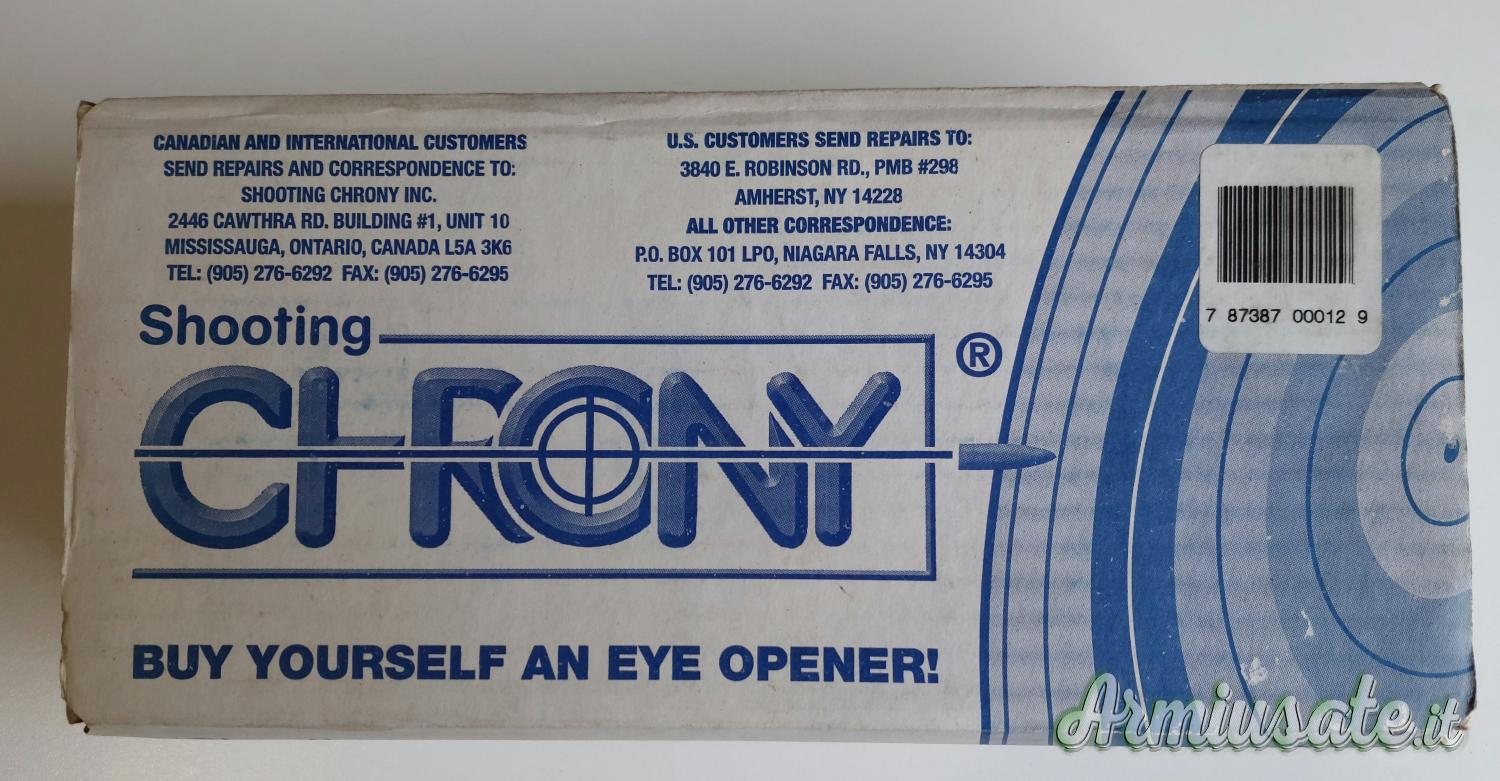 CANADIAN AND INTERNATIONAL CUSTOMERS
SEND REPAIRS AND CORRESPONDENCE TO:
SHOOTING CHRONY INC.
2446 CAWTHRA RD. BUILDING #1, UNIT 10
MISSISSAUGA, ONTARIO, CANADA L5A 3K6
TEL: (905) 276-6292 FAX: (905) 276-6295
U.S. CUSTOMERS SEND REPAIRS TO:
3840 E. ROBINSON RD., PMB #298
AMHERST, NY 14228
ALL OTHER CORRESPONDENCE:
P.O. BOX 101 LPO, NIAGARA FALLS, NY 14304
TEL: (905) 276-6292 FAX: (905) 276-6295
7 87387 00012 9
Shooting
CHRONY ®
BUY YOURSELF AN EYE OPENER!
Armiusate.it